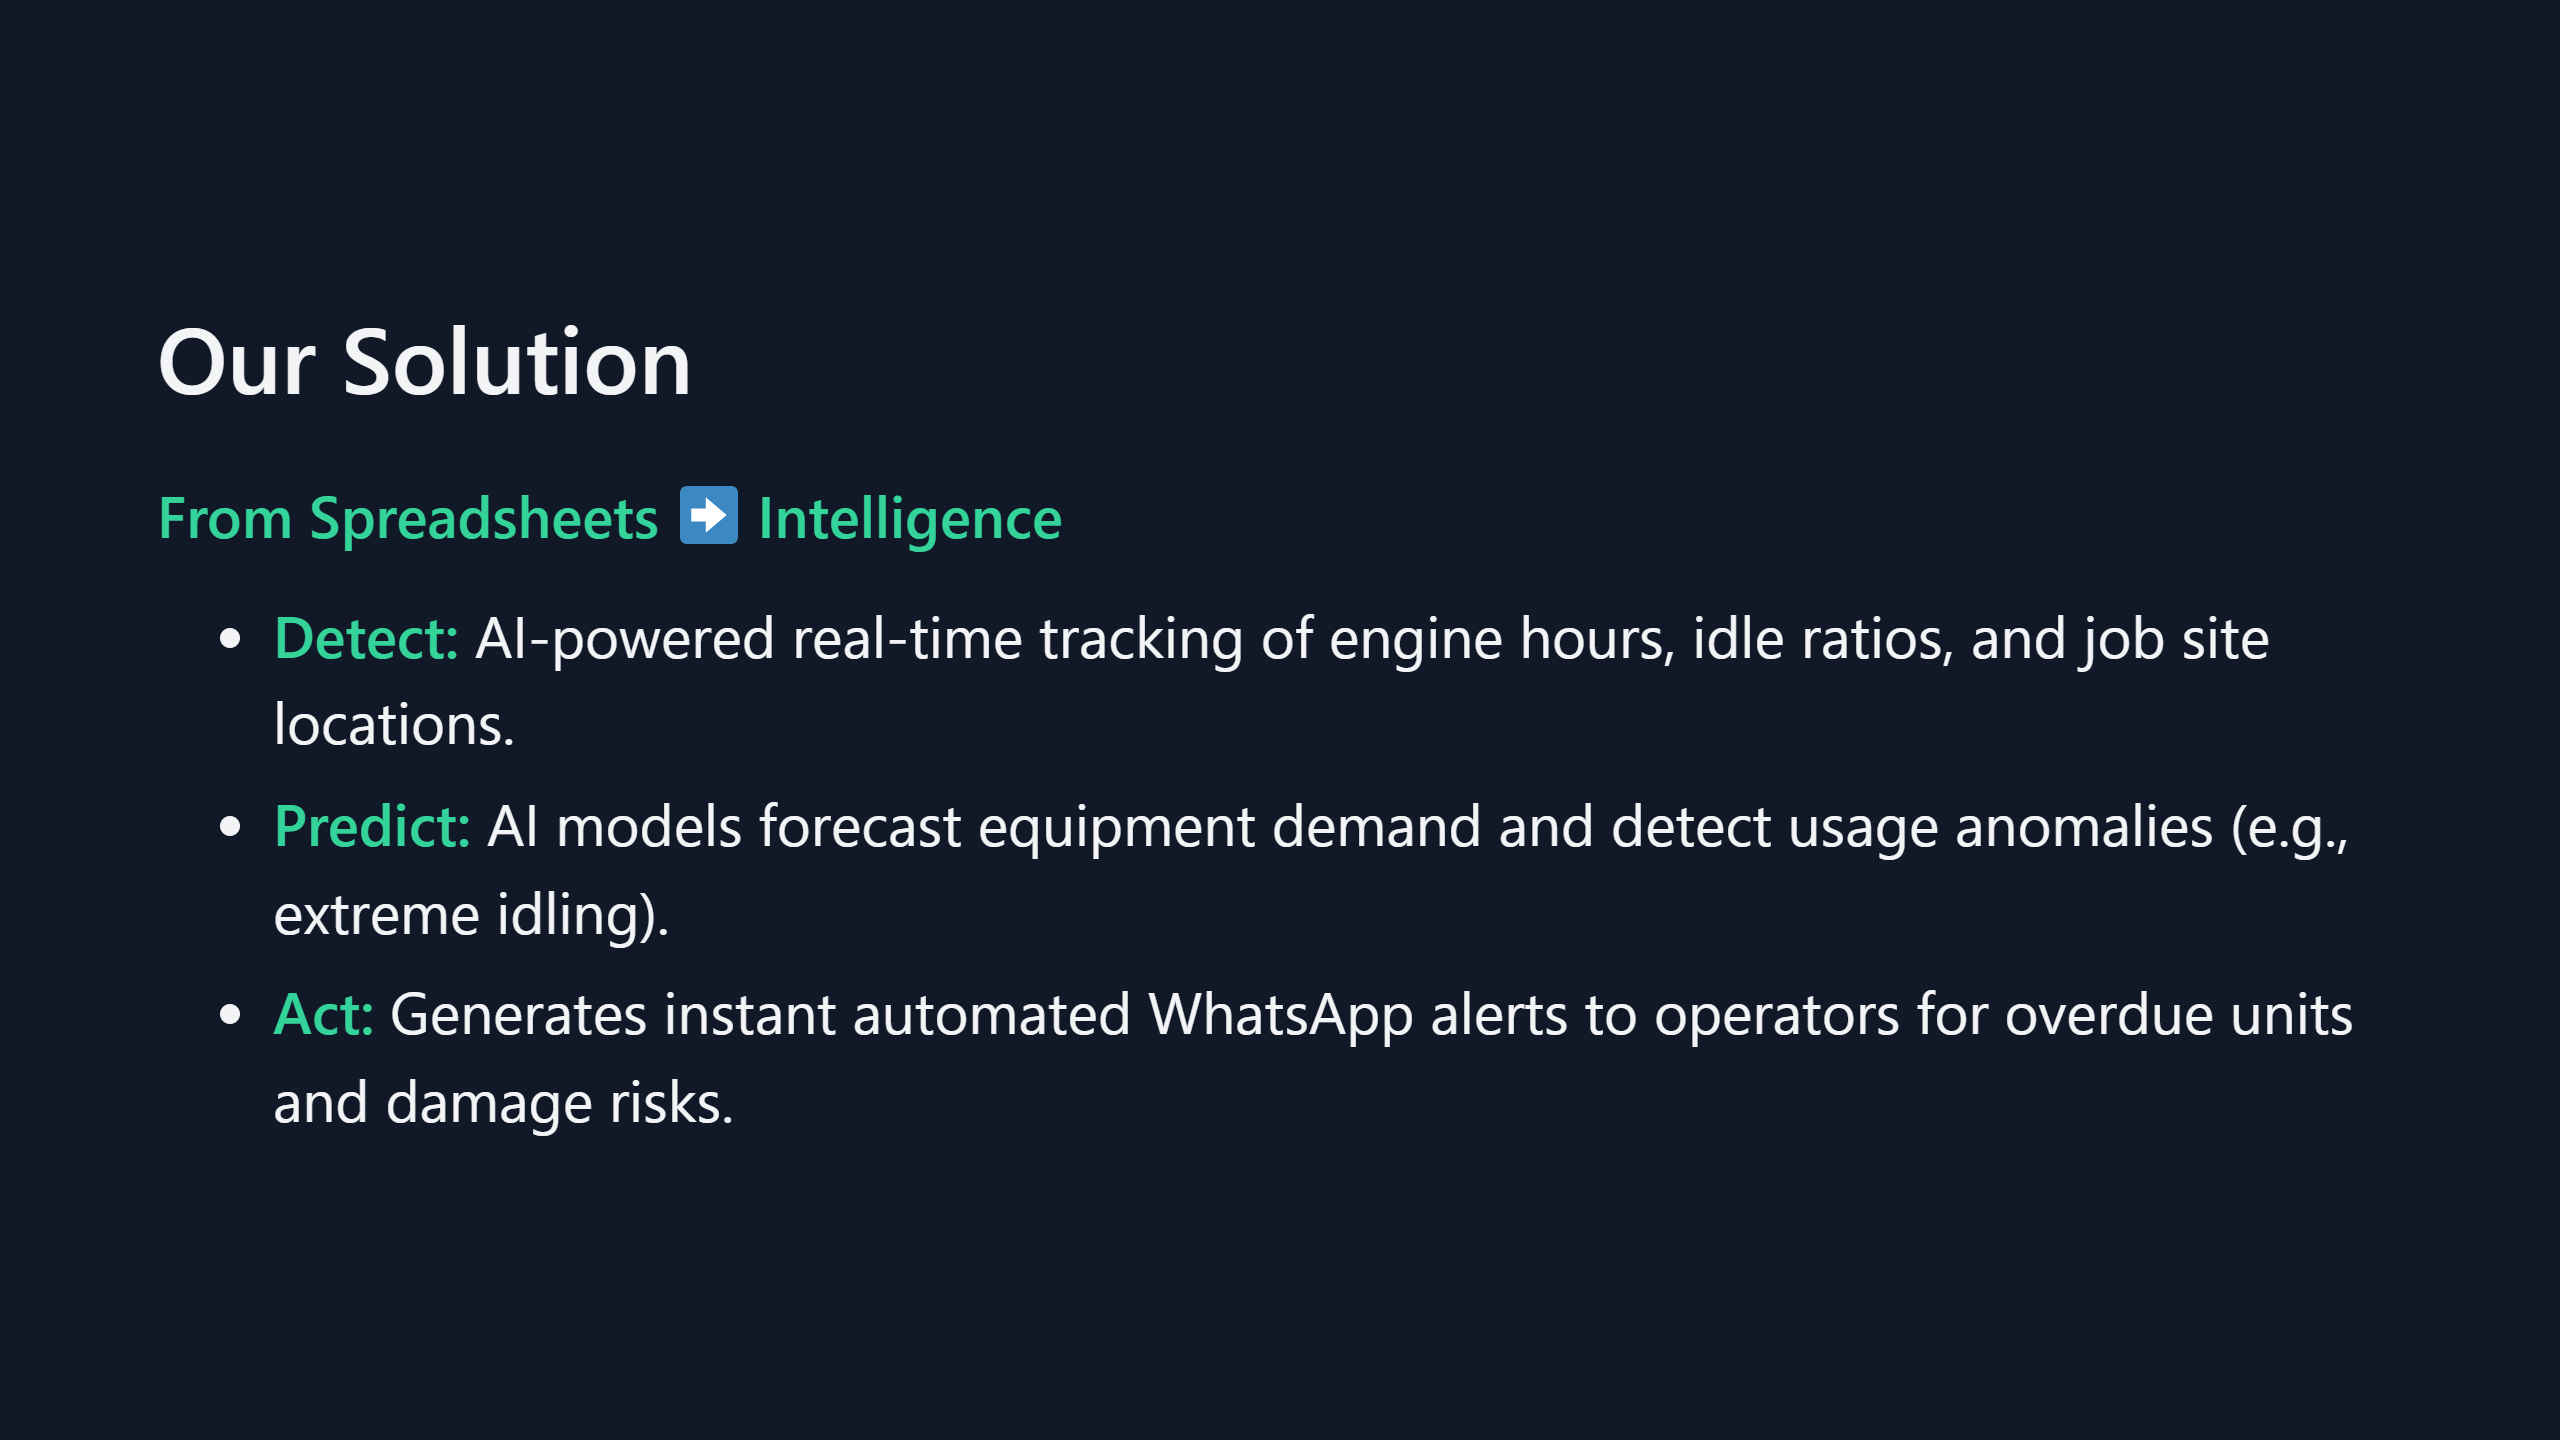 Our Solution
From Spreadsheets ➡️ Intelligence
• Detect: AI-powered real-time tracking of engine hours, idle ratios, and job site
locations.
• Predict: AI models forecast equipment demand and detect usage anomalies (e.g.,
extreme idling).
• Act: Generates instant automated WhatsApp alerts to operators for overdue units
and damage risks.